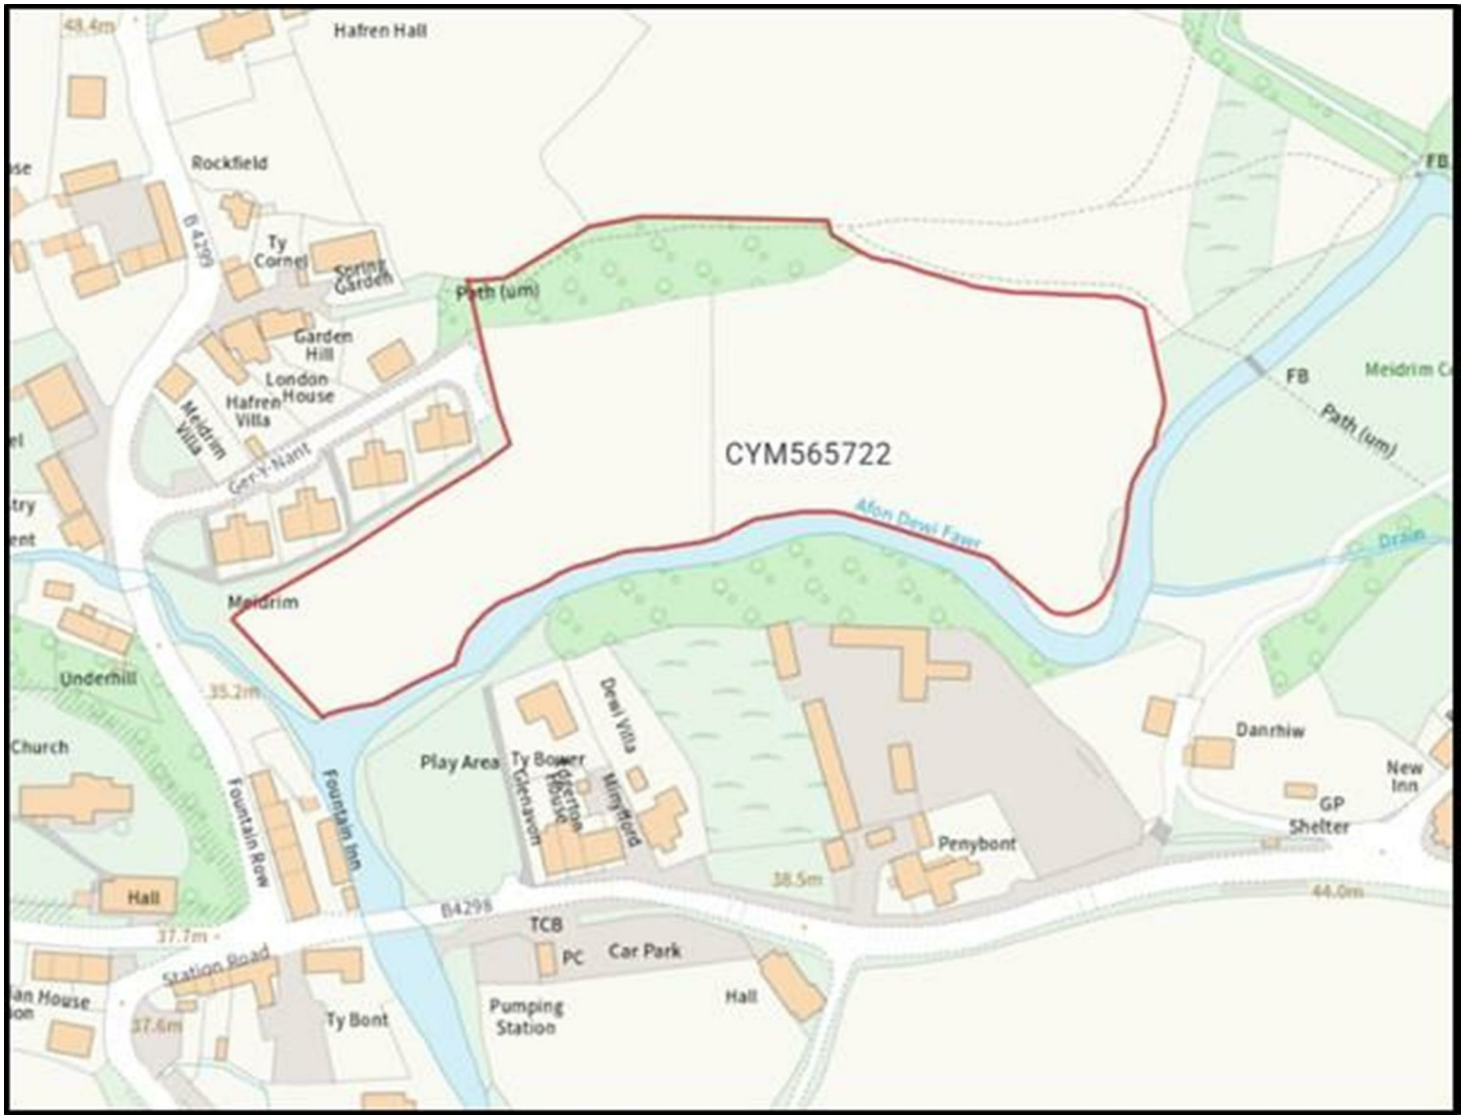 48.4m
Hafren Hall
Rockfield
FB
B 4299
Ty
Cornel
Spring
Garden
Path (um)
Garden
Hill
London
House
Hafren
Villa
Meidrim
Villa
Ger-Y-Nant
FB
Path (um)
CYM565722
Afon Dewi Fawr
Drain
Meidrim
Underhill
35.2m
Church
Fountain Row
Fountain Inn
Play Area
Ty Bower
Glenavon
House
Dewi Villa
Minyfford
Danrhiw
New
Inn
GP
Shelter
Penybont
Hall
38.5m
44.0m
B4298
37.7m
Station Road
TCB
PC
Car Park
Hall
Pumping
Station
Ty Bont
37.6m